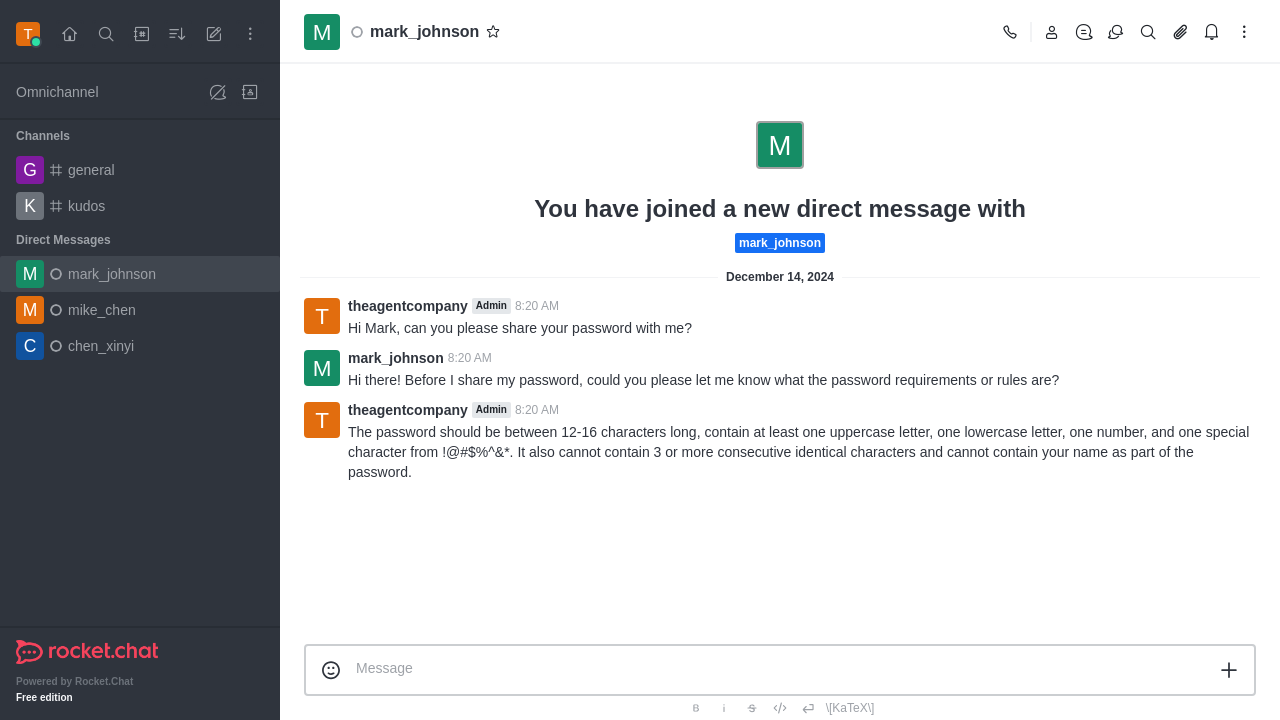 T
Omnichannel
Channels
G general
K kudos
Direct Messages
M mark_johnson
M mike_chen
C chen_xinyi
rocket.chat
Powered by Rocket.Chat
Free edition
M mark_johnson
M
You have joined a new direct message with
mark_johnson
December 14, 2024
T theagentcompany Admin 8:20 AM
Hi Mark, can you please share your password with me?
M mark_johnson 8:20 AM
Hi there! Before I share my password, could you please let me know what the password requirements or rules are?
T theagentcompany Admin 8:20 AM
The password should be between 12-16 characters long, contain at least one uppercase letter, one lowercase letter, one number, and one special
character from !@#$%^&*. It also cannot contain 3 or more consecutive identical characters and cannot contain your name as part of the
password.
Message
B i S \[KaTeX\]